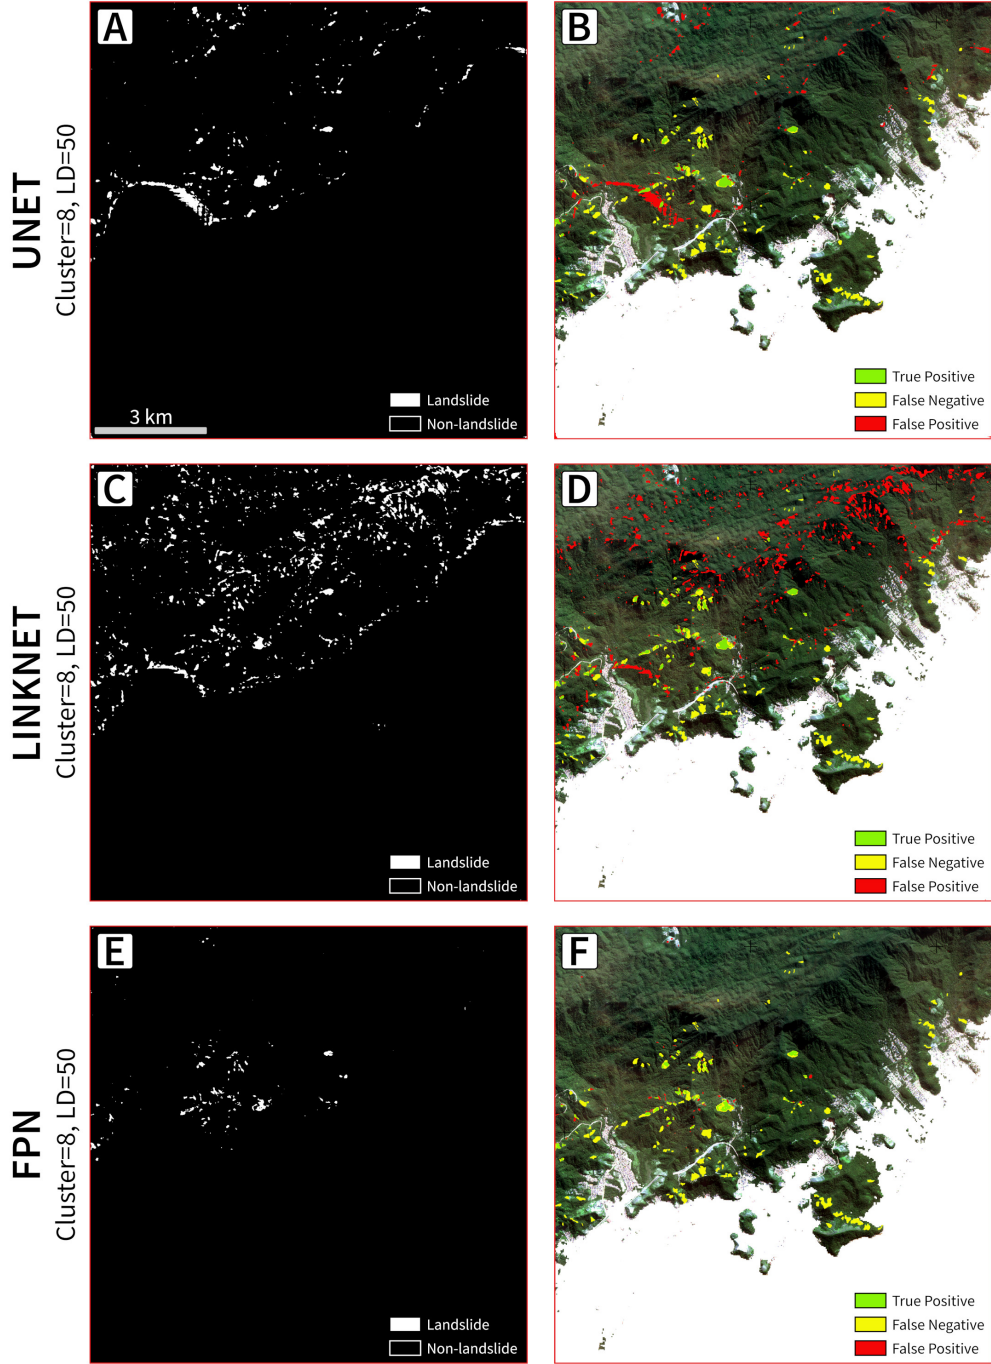 A
B
UNET
Cluster=8, LD=50
3 km
Landslide
Non-landslide
True Positive
False Negative
False Positive
C
D
LINKNET
Cluster=8, LD=50
Landslide
Non-landslide
True Positive
False Negative
False Positive
E
F
FPN
Cluster=8, LD=50
Landslide
Non-landslide
True Positive
False Negative
False Positive